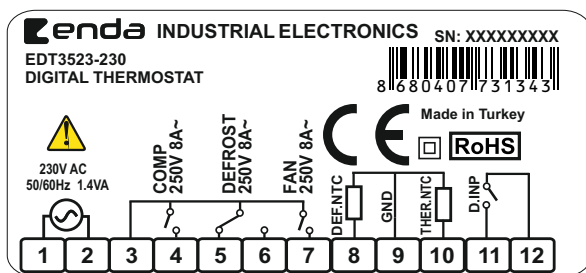 enda INDUSTRIAL ELECTRONICS
SN: XXXXXXXXX
EDT3523-230
DIGITAL THERMOSTAT
8 680407 731343
Made in Turkey
CE
RoHS
230V AC
50/60Hz 1.4VA
COMP
250V 8A~
DEFROST
250V 8A~
FAN
250V 8A~
DEF.NTC
GND
THER.NTC
D.INP
1 2 3 4 5 6 7 8 9 10 11 12